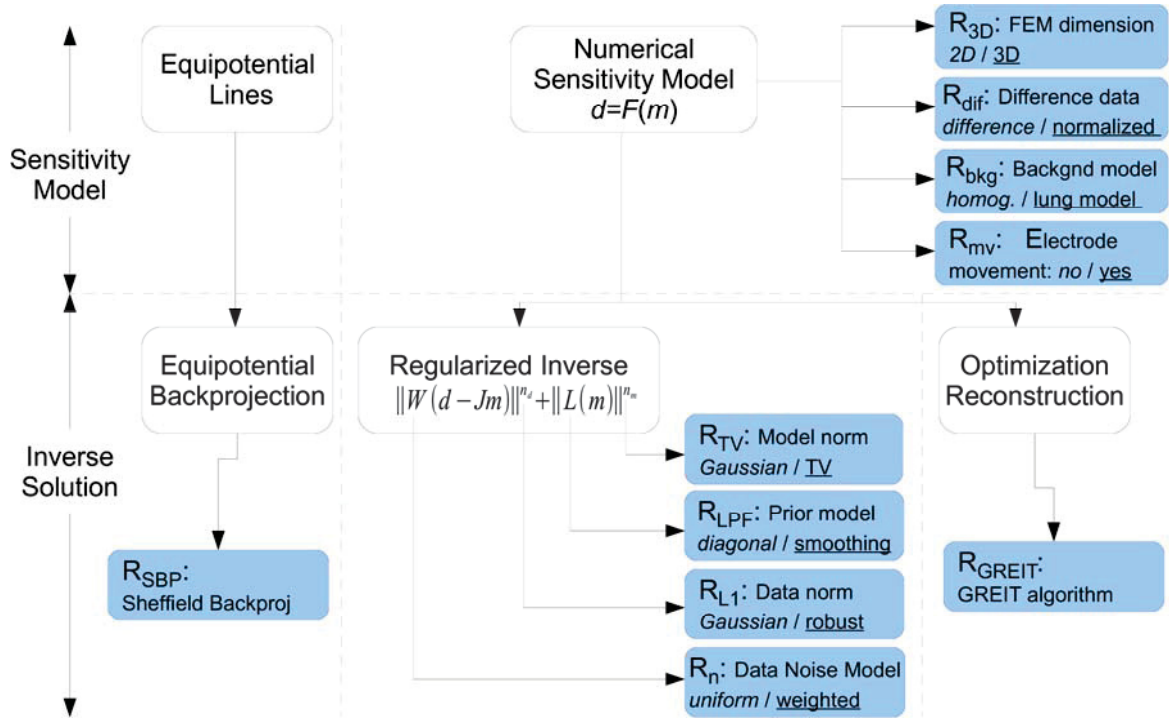 Equipotential
Lines
Numerical
Sensitivity Model
d=F(m)
R3D: FEM dimension
2D / 3D
Rdif: Difference data
difference / normalized
Rbkg: Backgnd model
homog. / lung model
Rmv: Electrode
movement: no / yes
Sensitivity
Model
Equipotential
Backprojection
Regularized Inverse
||W(d−Jm)||^{n_d}+||L(m)||^{n_m}
Optimization
Reconstruction
Inverse
Solution
RTV: Model norm
Gaussian / TV
RLPF: Prior model
diagonal / smoothing
RL1: Data norm
Gaussian / robust
Rn: Data Noise Model
uniform / weighted
RSBP:
Sheffield Backproj
RGREIT:
GREIT algorithm